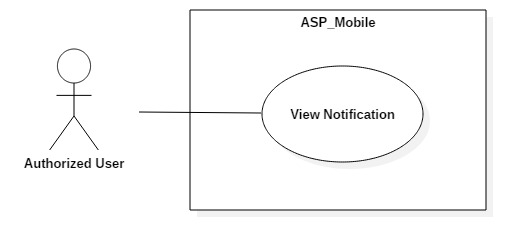 ASP_Mobile
View Notification
Authorized User